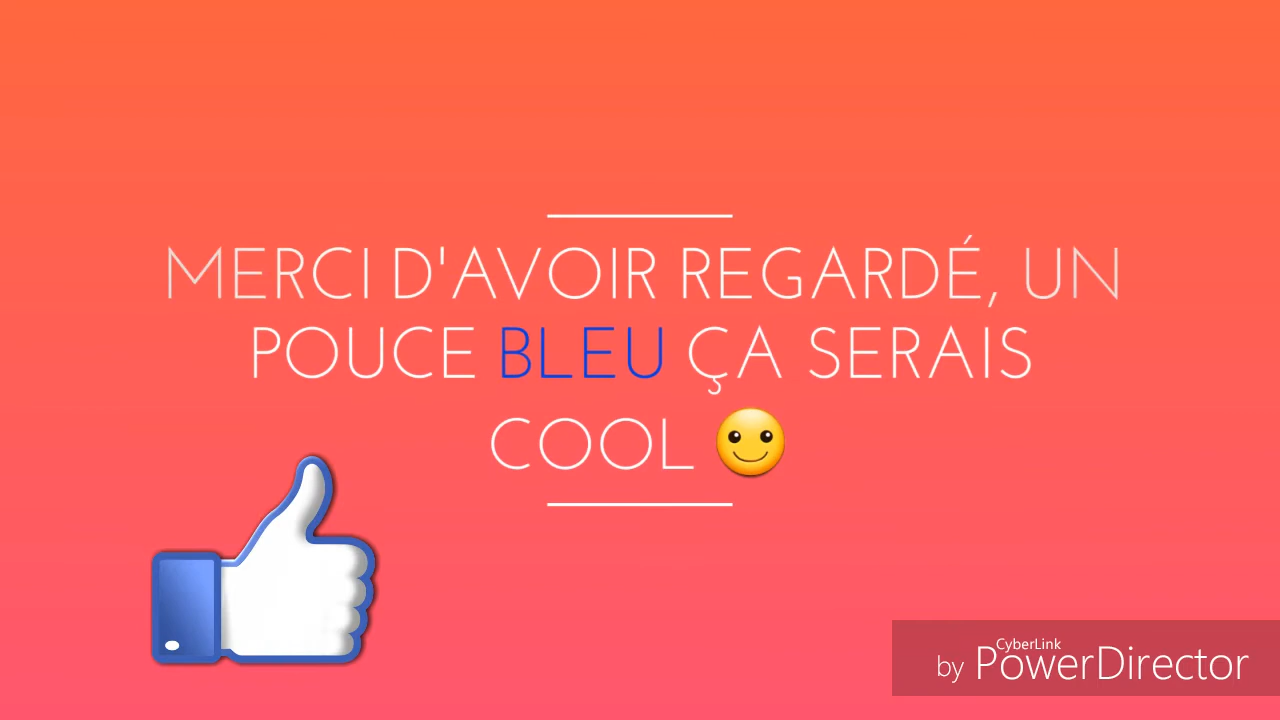 MERCI D'AVOIR REGARDÉ, UN
POUCE BLEU ÇA SERAIS
COOL 🙂
CyberLink
by PowerDirector